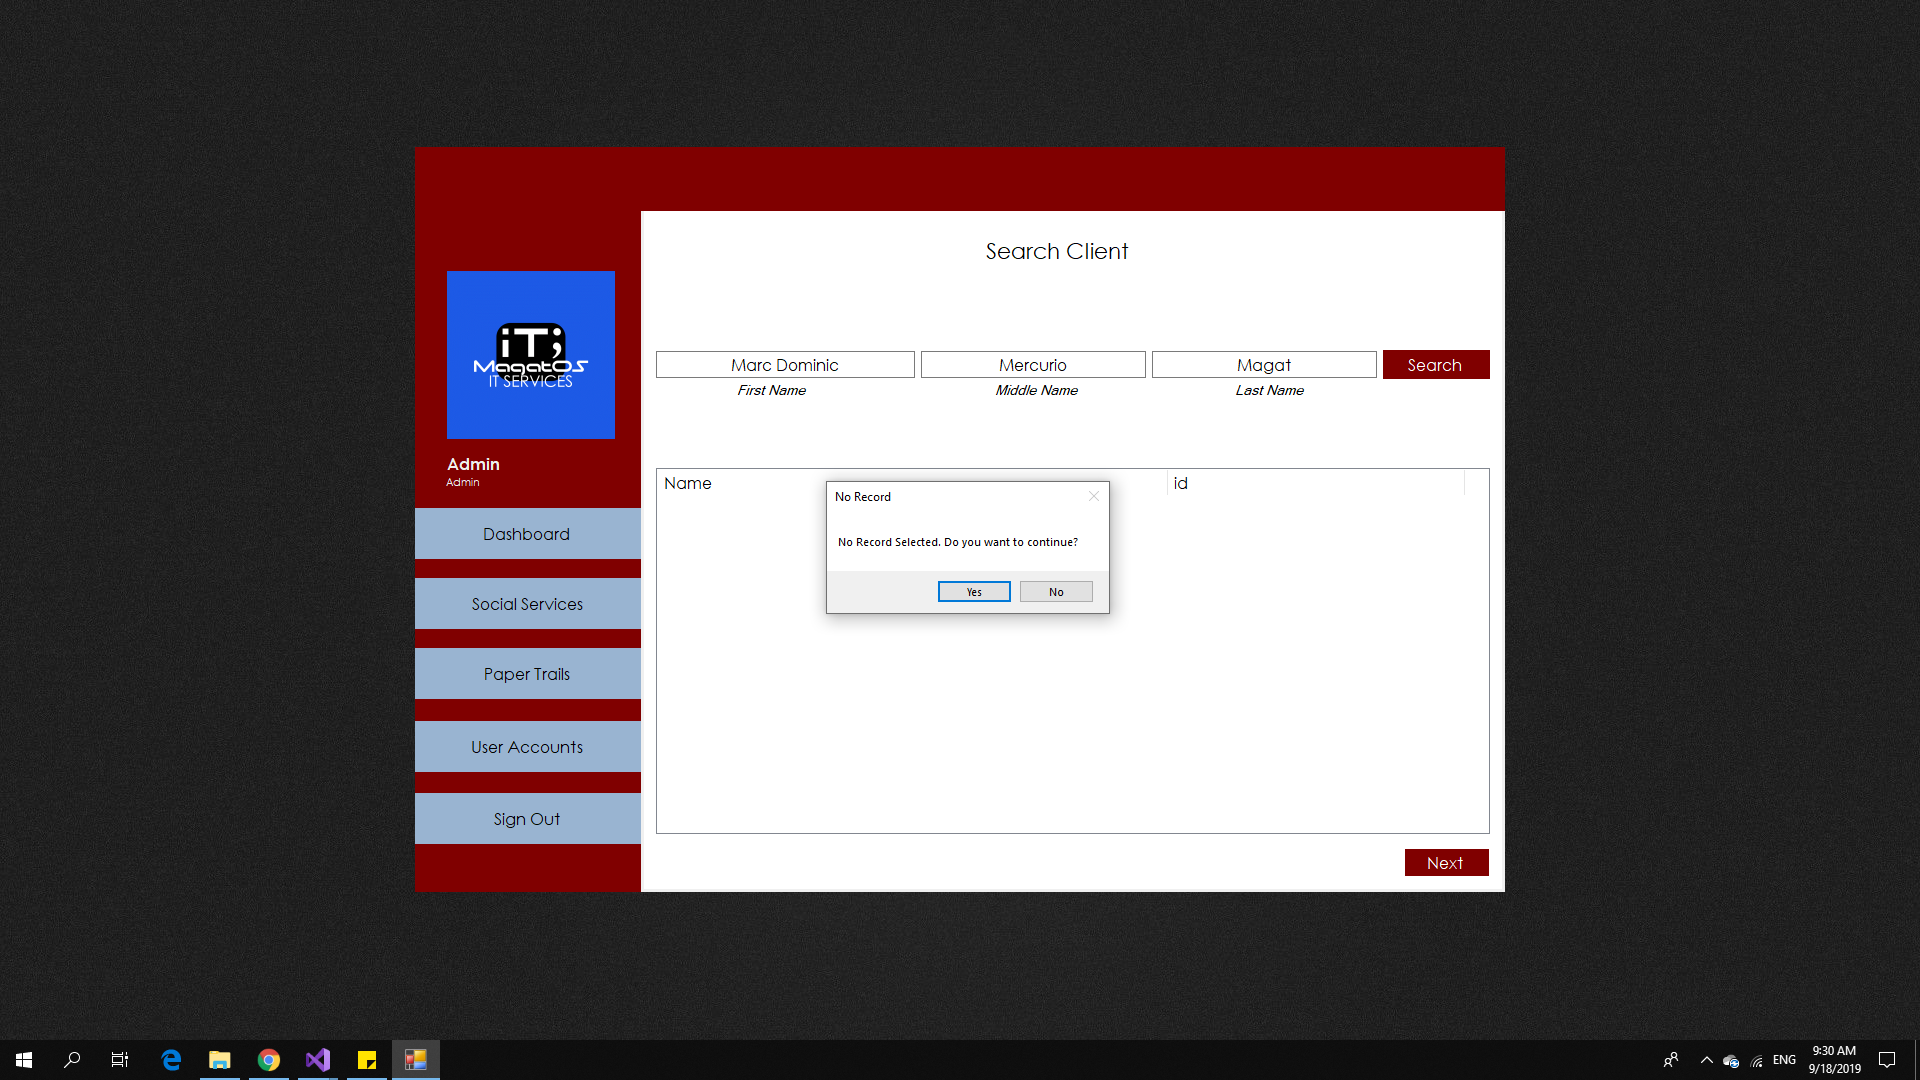 Search Client
iT;
MagatOS
IT SERVICES
Marc Dominic
Mercurio
Magat
Search
First Name
Middle Name
Last Name
Admin
Admin
Name
id
No Record
No Record Selected. Do you want to continue?
Yes
No
Dashboard
Social Services
Paper Trails
User Accounts
Sign Out
Next
ENG
9:30 AM
9/18/2019